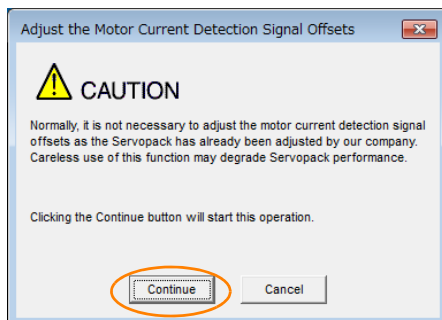 Adjust the Motor Current Detection Signal Offsets
CAUTION
Normally, it is not necessary to adjust the motor current detection signal
offsets as the Servopack has already been adjusted by our company.
Careless use of this function may degrade Servopack performance.
Clicking the Continue button will start this operation.
Continue Cancel